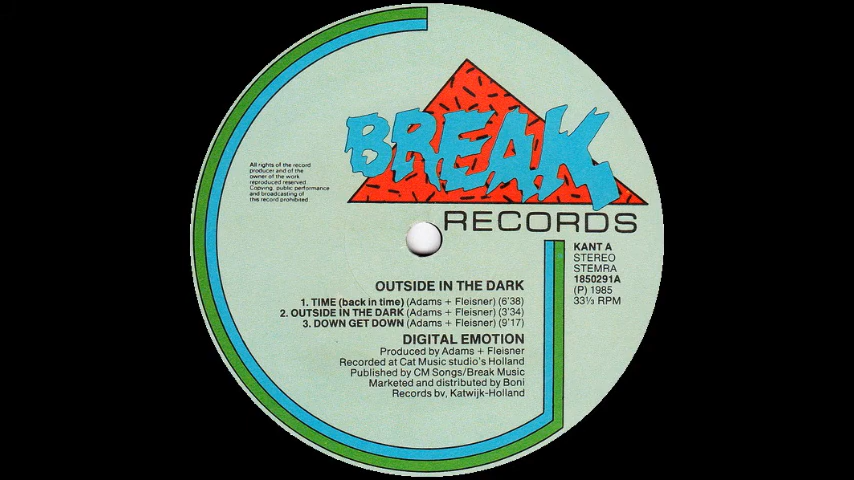 BREAK
RECORDS
All rights of the record
producer and of the
owner of the work
reproduced reserved.
Copying, public performance
and broadcasting of
this record prohibited
KANT A
STEREO
STEMRA
1850291A
(P) 1985
33⅓ RPM
OUTSIDE IN THE DARK
1. TIME (back in time) (Adams + Fleisner) (6'38)
2. OUTSIDE IN THE DARK (Adams + Fleisner) (3'34)
3. DOWN GET DOWN (Adams + Fleisner) (9'17)
DIGITAL EMOTION
Produced by Adams + Fleisner
Recorded at Cat Music studio's Holland
Published by CM Songs/Break Music
Marketed and distributed by Boni
Records bv, Katwijk-Holland